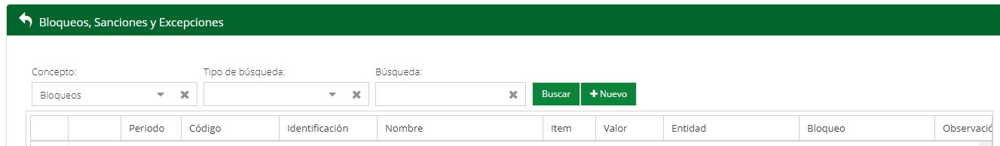 Bloqueos, Sanciones y Excepciones
Concepto: Tipo de búsqueda: Búsqueda:
Bloqueos Buscar Nuevo
Periodo Código Identificación Nombre Item Valor Entidad Bloqueo Observació